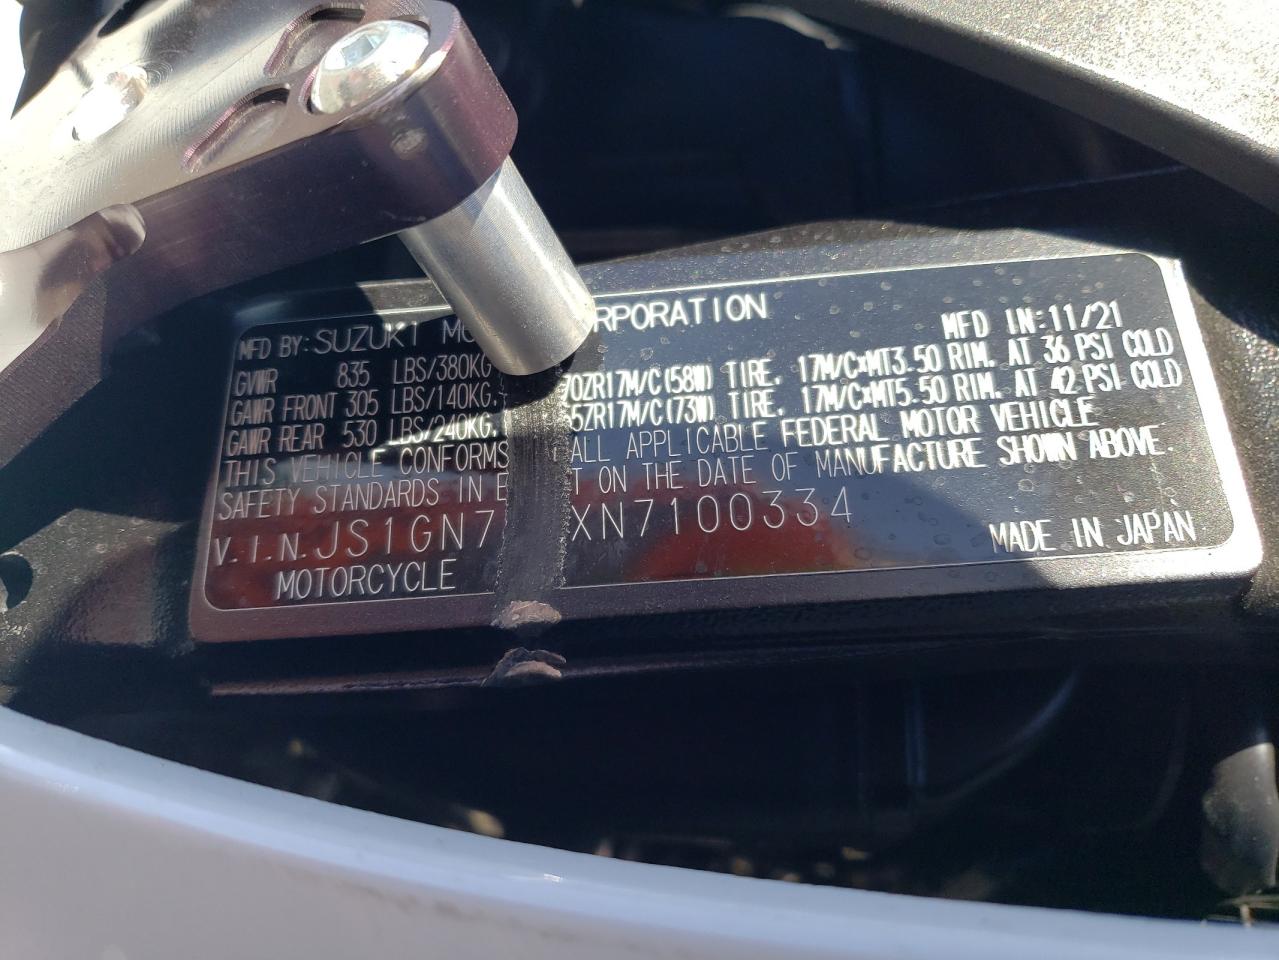 MFD BY: SUZUKI MO ORPORATION MFD IN: 11/21
GVWR 835 LBS/380KG
GAWR FRONT 305 LBS/140KG. 70ZR17M/C(58W) TIRE, 17M/C×MT3.50 RIM. AT 36 PSI COLD
GAWR REAR 530 LBS/240KG. 55ZR17M/C(73W) TIRE, 17M/C×MT5.50 RIM. AT 42 PSI COLD
THIS VEHICLE CONFORMS ALL APPLICABLE FEDERAL MOTOR VEHICLE
SAFETY STANDARDS IN E T ON THE DATE OF MANUFACTURE SHOWN ABOVE.
V.I.N. JS1GN7 XN7100334
MOTORCYCLE MADE IN JAPAN